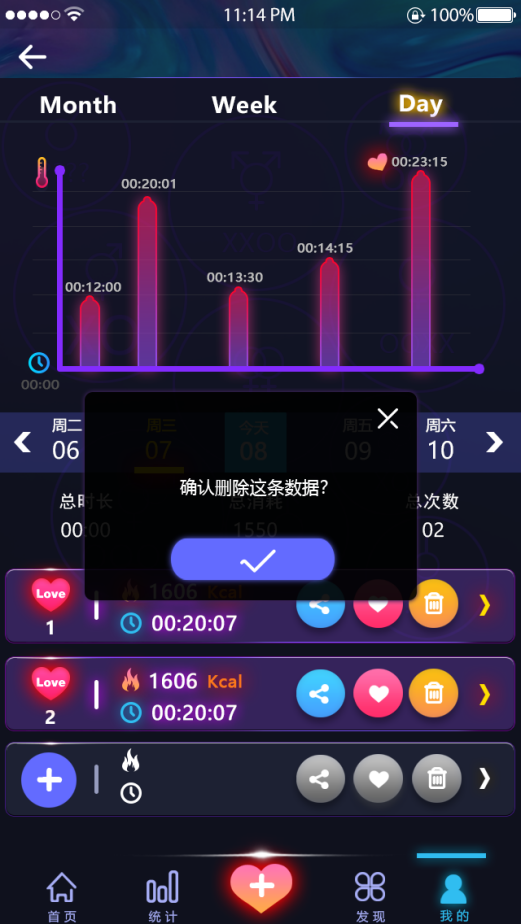 11:14 PM
100%
Month Week Day
00:23:15
00:20:01
00:14:15
00:13:30
00:12:00
00:00
周二 周三 今天 周五 周六
06 07 08 09 10
确认删除这条数据?
总时长 总消耗 总次数
00:00 1550 02
Love 1606 Kcal
1 00:20:07
Love 1606 Kcal
2 00:20:07
首页 统计 发现 我的